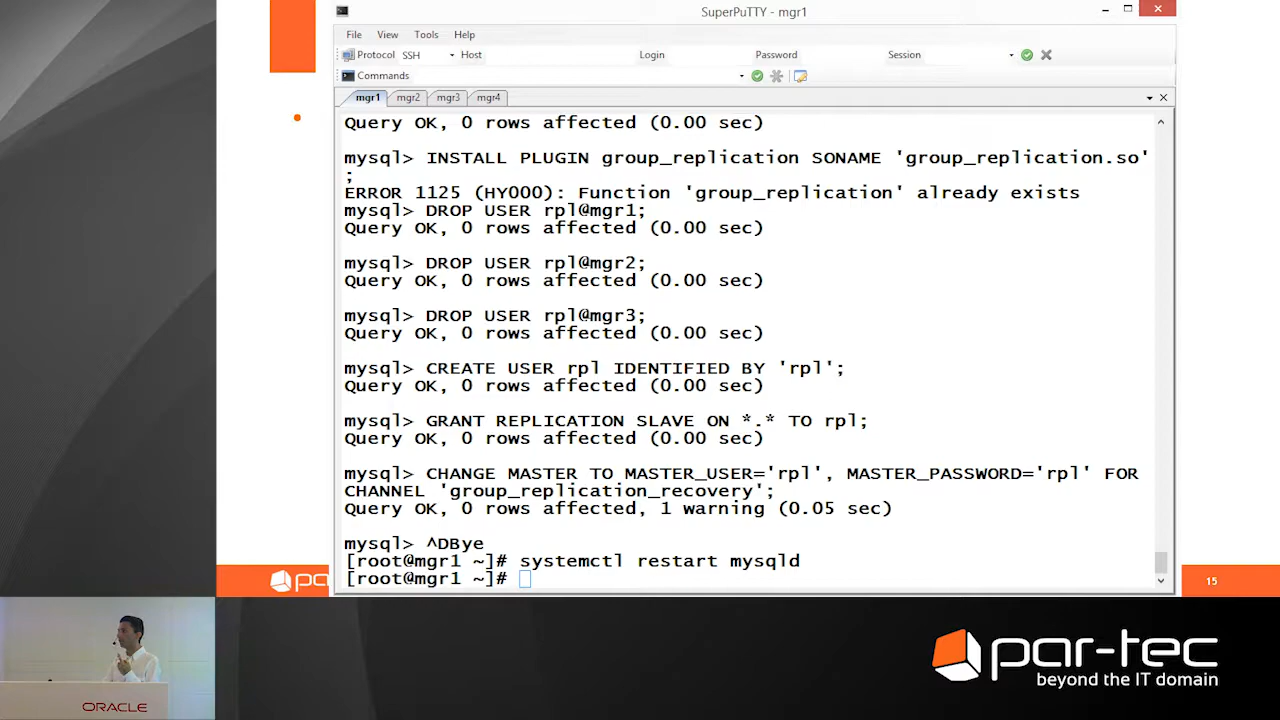 SuperPuTTY - mgr1
File View Tools Help
Protocol SSH Host Login Password Session
Commands
mgr1 mgr2 mgr3 mgr4
Query OK, 0 rows affected (0.00 sec)
mysql> INSTALL PLUGIN group_replication SONAME 'group_replication.so'
;
ERROR 1125 (HY000): Function 'group_replication' already exists
mysql> DROP USER rpl@mgr1;
Query OK, 0 rows affected (0.00 sec)
mysql> DROP USER rpl@mgr2;
Query OK, 0 rows affected (0.00 sec)
mysql> DROP USER rpl@mgr3;
Query OK, 0 rows affected (0.00 sec)
mysql> CREATE USER rpl IDENTIFIED BY 'rpl';
Query OK, 0 rows affected (0.00 sec)
mysql> GRANT REPLICATION SLAVE ON *.* TO rpl;
Query OK, 0 rows affected (0.00 sec)
mysql> CHANGE MASTER TO MASTER_USER='rpl', MASTER_PASSWORD='rpl' FOR
CHANNEL 'group_replication_recovery';
Query OK, 0 rows affected, 1 warning (0.05 sec)
mysql> ^DBye
[root@mgr1 ~]# systemctl restart mysqld
[root@mgr1 ~]#
par
15
par-tec
beyond the IT domain
ORACLE